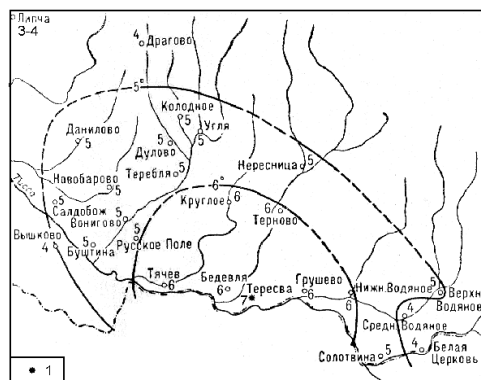 Липча
3-4
4
Драгово
5°
Колодное
5
Угля
5
Данилово
5
Дулово
5
Нересница
5
Теребля
5
6°
Новобарово
5
Круглое
6
6
Терново
Тисса
5
Салдобош
Вонигово
5
5
Русское Поле
Вышково
4
5
Буштина
Тячев
6
Бедевля
6
Тересва
7
Грушево
6
6
Нижн. Водяное
5
Верхн.
Водяное
4
Средн. Водяное
Солотвина
5
4
Белая
Церковь
1